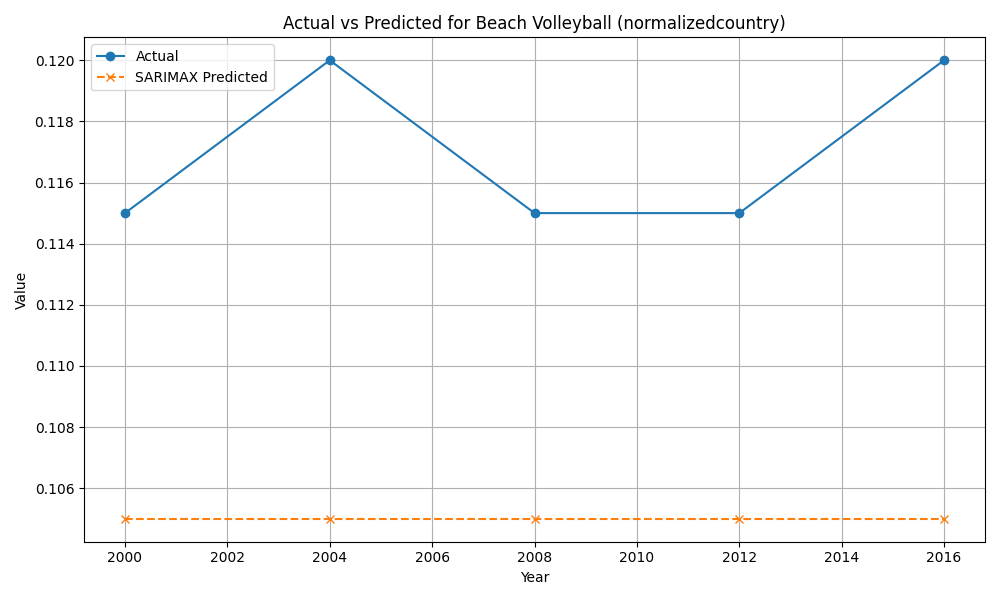 Actual vs Predicted for Beach Volleyball (normalizedcountry)
Actual
SARIMAX Predicted
0.120
0.118
0.116
0.114
0.112
0.110
0.108
0.106
Value
2000 2002 2004 2006 2008 2010 2012 2014 2016
Year